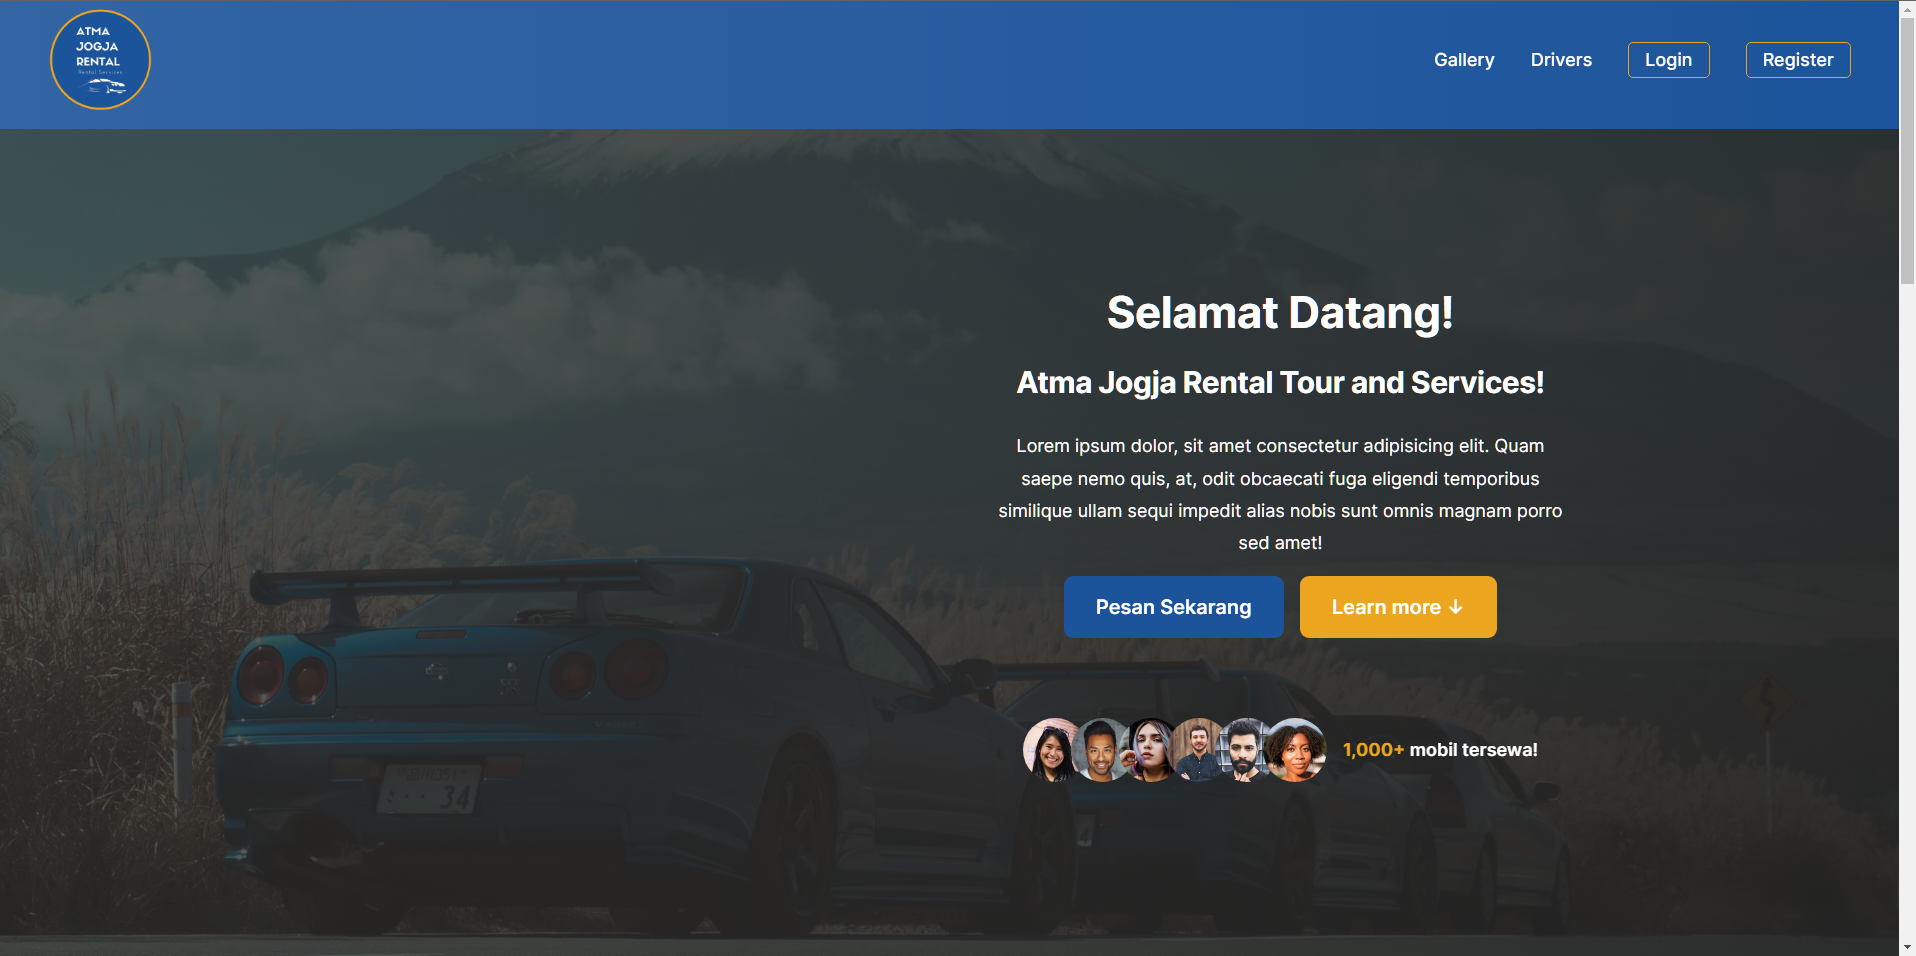 ATMA
JOGJA
RENTAL
Rental Services
Gallery
Drivers
Login
Register
Selamat Datang!
Atma Jogja Rental Tour and Services!
Lorem ipsum dolor, sit amet consectetur adipisicing elit. Quam
saepe nemo quis, at, odit obcaecati fuga eligendi temporibus
similique ullam sequi impedit alias nobis sunt omnis magnam porro
sed amet!
Pesan Sekarang
Learn more ↓
1,000+ mobil tersewa!
34